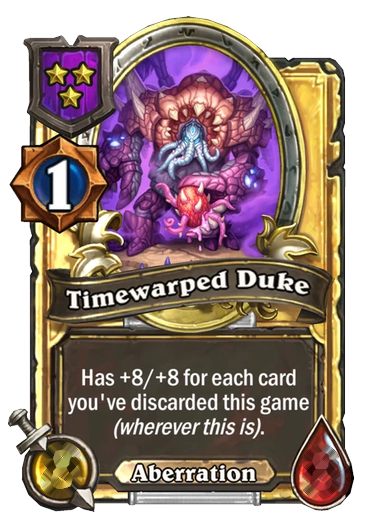 1
Timewarped Duke
Has +8/+8 for each card
you've discarded this game
(wherever this is).
Aberration